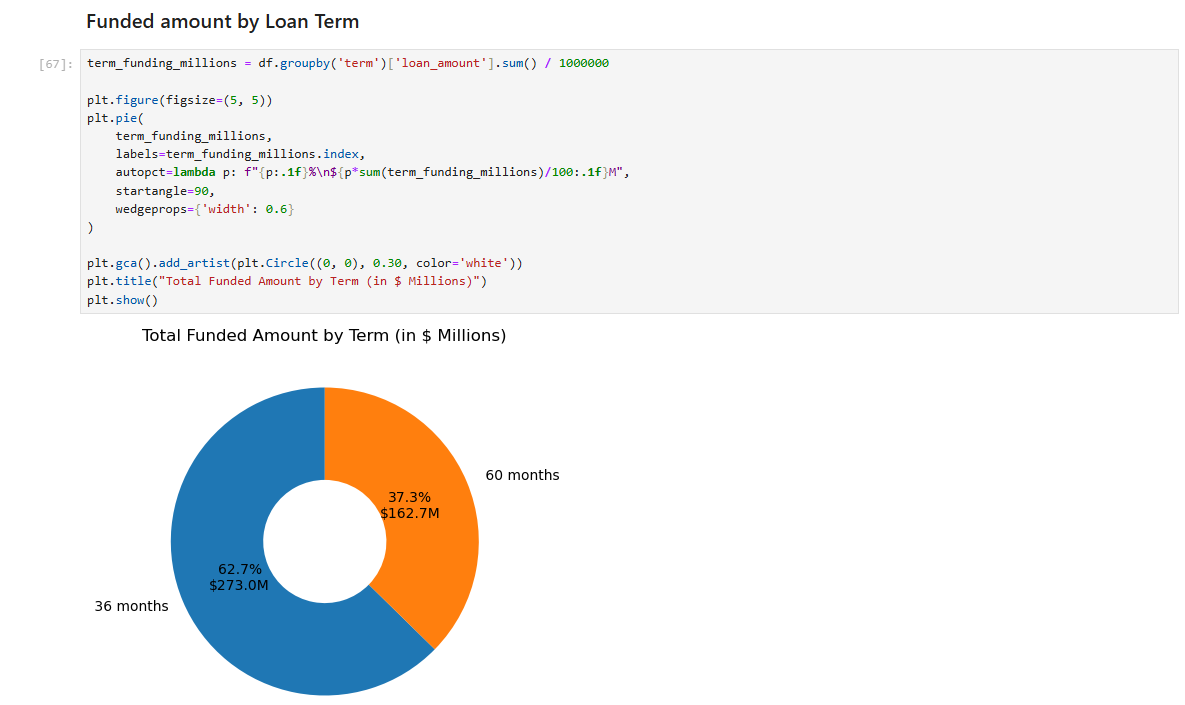 Funded amount by Loan Term
[67]:
term_funding_millions = df.groupby('term')['loan_amount'].sum() / 1000000
plt.figure(figsize=(5, 5))
plt.pie(
    term_funding_millions,
    labels=term_funding_millions.index,
    autopct=lambda p: f"{p:.1f}%\n${p*sum(term_funding_millions)/100:.1f}M",
    startangle=90,
    wedgeprops={'width': 0.6}
)
plt.gca().add_artist(plt.Circle((0, 0), 0.30, color='white'))
plt.title("Total Funded Amount by Term (in $ Millions)")
plt.show()
Total Funded Amount by Term (in $ Millions)
60 months
37.3%
$162.7M
62.7%
$273.0M
36 months